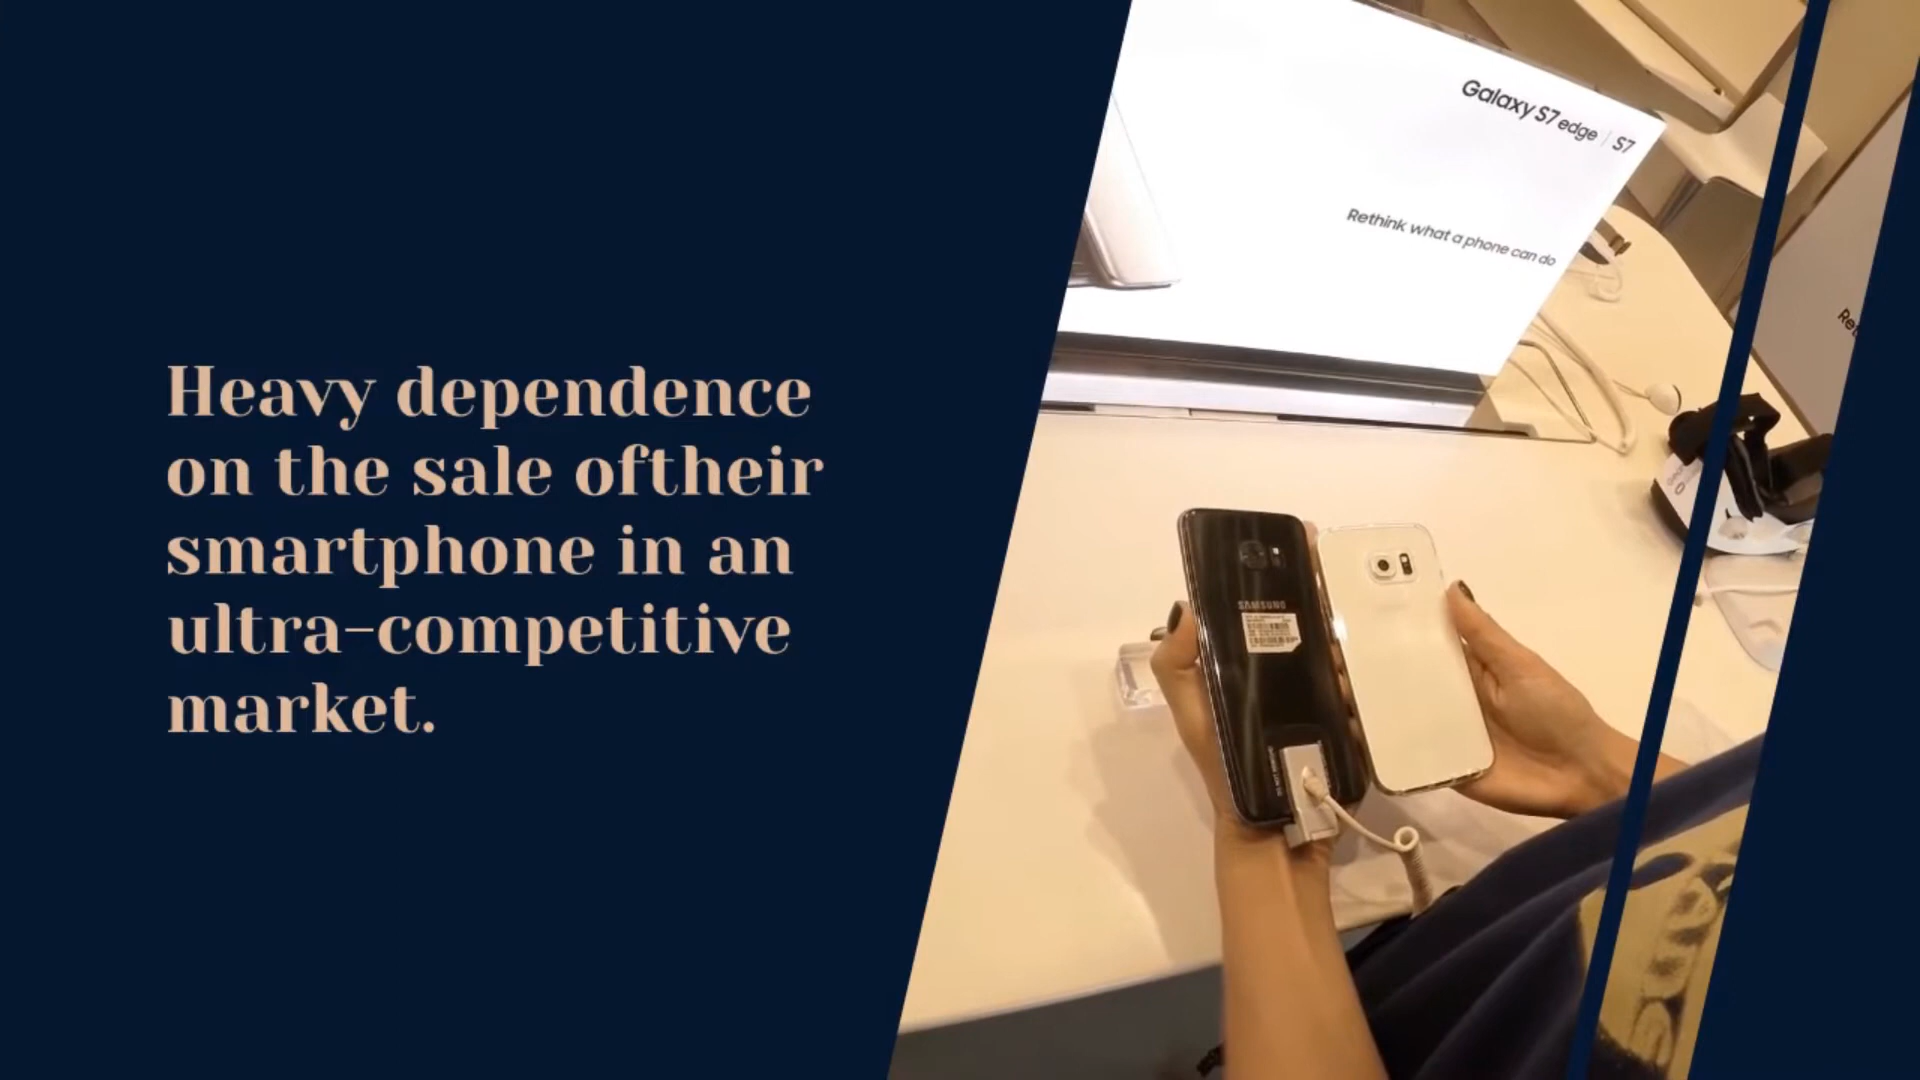 Heavy dependence
on the sale oftheir
smartphone in an
ultra-competitive
market.
Galaxy S7 edge | S7
Rethink what a phone can do
SAMSUNG